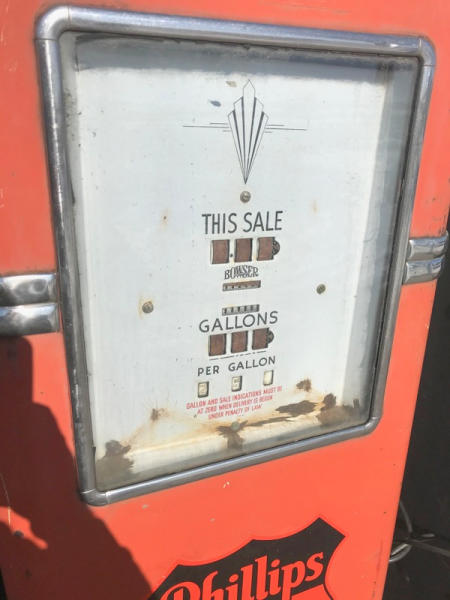 THIS SALE
BOWSER
GALLONS
PER GALLON
GALLON AND SALE INDICATIONS MUST BE
AT ZERO WHEN DELIVERY IS BEGUN
UNDER PENALTY OF LAW
Phillips